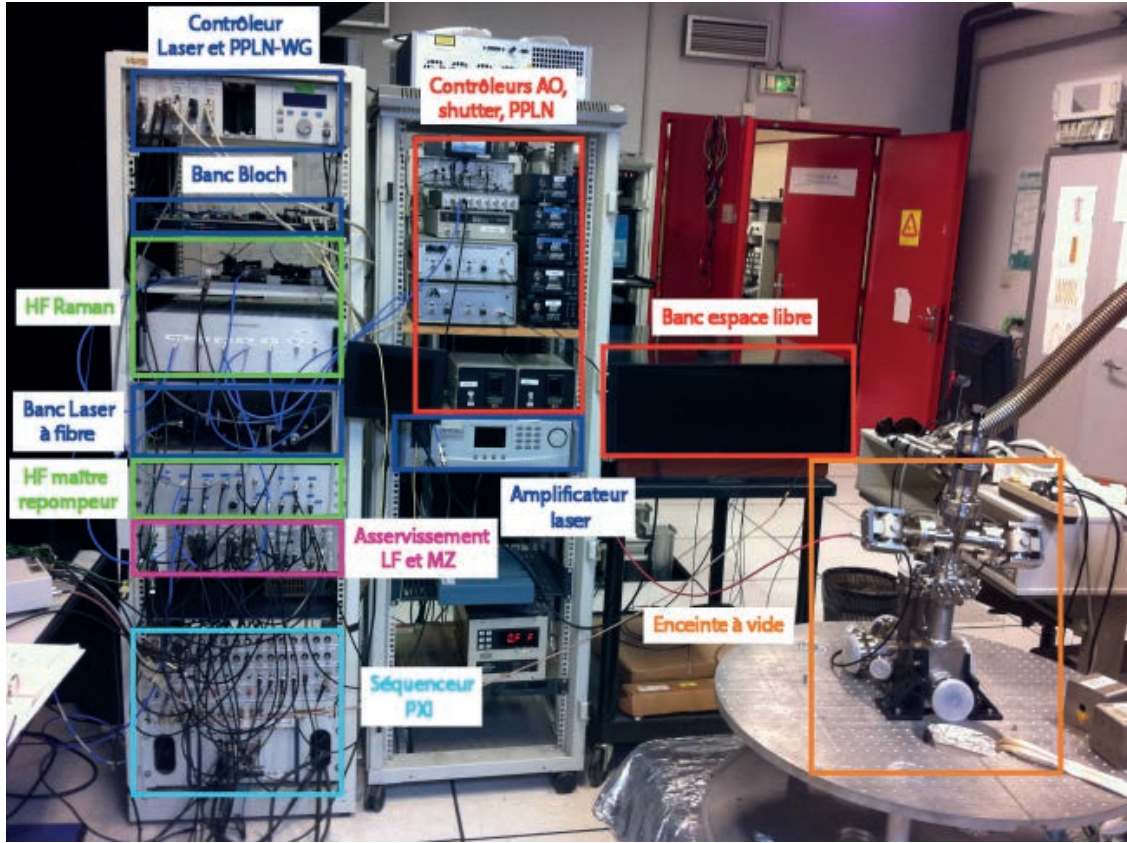 Contrôleur
Laser et PPLN-WG
Contrôleurs AO,
shutter, PPLN
Banc Bloch
HF Raman
Banc espace libre
Banc Laser
à fibre
HF maître
repompeur
Amplificateur
laser
Asservissement
LF et MZ
Enceinte à vide
Séquenceur
PXI